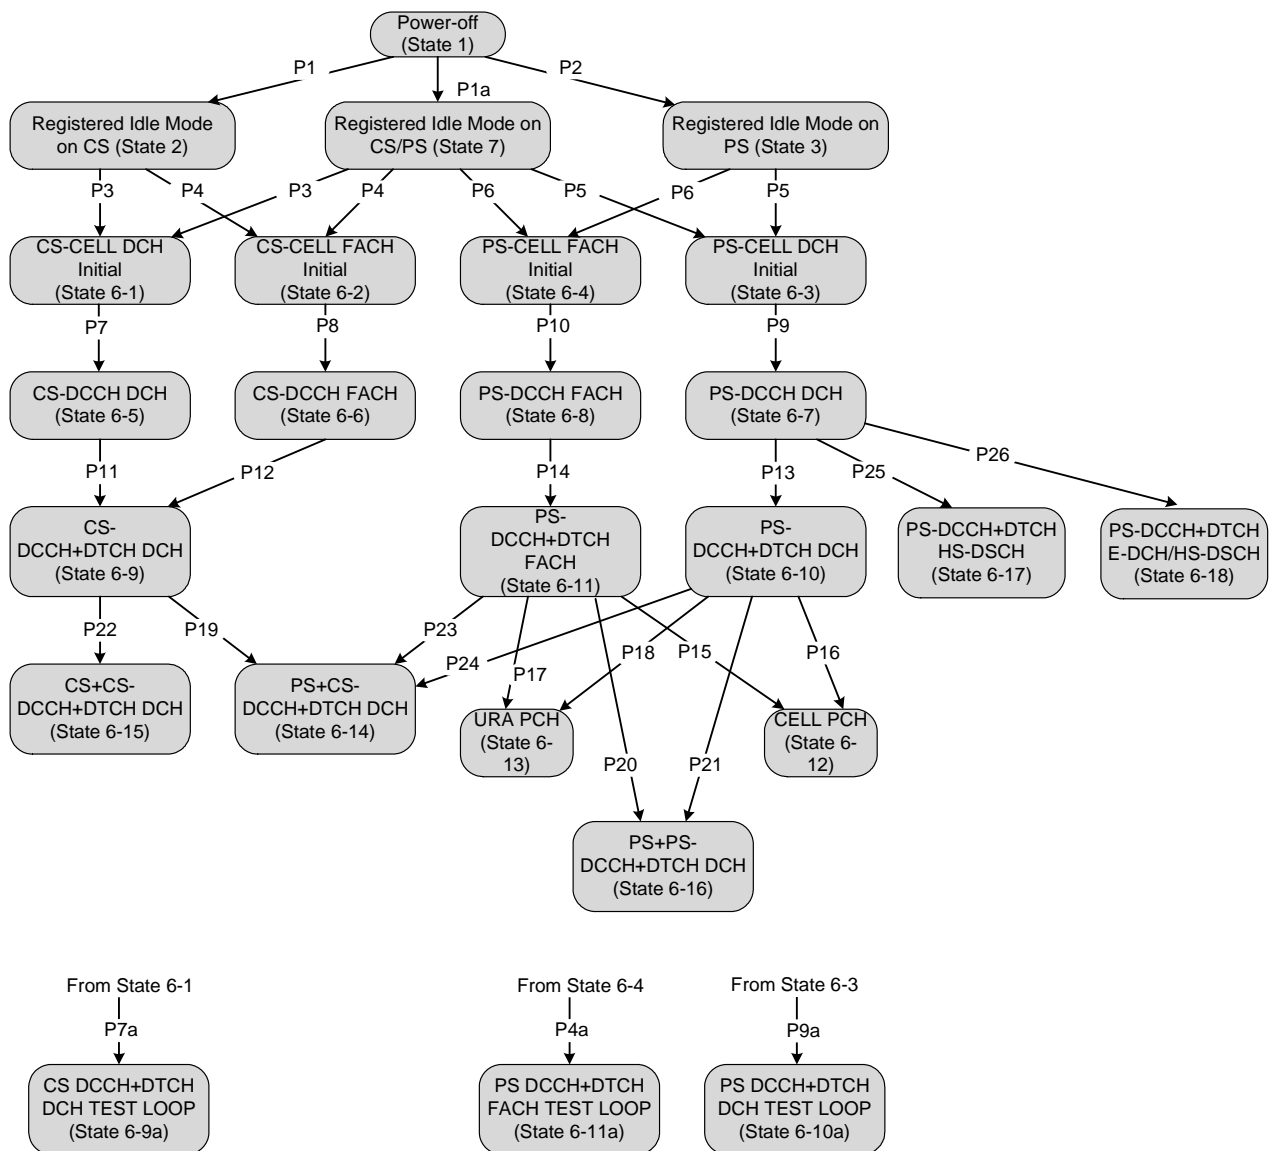 Power-off
(State 1)
P1
P1a
P2
Registered Idle Mode
on CS (State 2)
Registered Idle Mode on
CS/PS (State 7)
Registered Idle Mode on
PS (State 3)
P3
P4
P3
P4
P6
P5
P6
P5
CS-CELL DCH
Initial
(State 6-1)
CS-CELL FACH
Initial
(State 6-2)
PS-CELL FACH
Initial
(State 6-4)
PS-CELL DCH
Initial
(State 6-3)
P7
P8
P10
P9
CS-DCCH DCH
(State 6-5)
CS-DCCH FACH
(State 6-6)
PS-DCCH FACH
(State 6-8)
PS-DCCH DCH
(State 6-7)
P11
P12
P14
P13
P25
P26
CS-
DCCH+DTCH DCH
(State 6-9)
PS-
DCCH+DTCH
FACH
(State 6-11)
PS-
DCCH+DTCH DCH
(State 6-10)
PS-DCCH+DTCH
HS-DSCH
(State 6-17)
PS-DCCH+DTCH
E-DCH/HS-DSCH
(State 6-18)
P22
P19
P23
P24
P17
P18
P15
P16
CS+CS-
DCCH+DTCH DCH
(State 6-15)
PS+CS-
DCCH+DTCH DCH
(State 6-14)
URA PCH
(State 6-
13)
CELL PCH
(State 6-
12)
P20
P21
PS+PS-
DCCH+DTCH DCH
(State 6-16)
From State 6-1
P7a
CS DCCH+DTCH
DCH TEST LOOP
(State 6-9a)
From State 6-4
P4a
PS DCCH+DTCH
FACH TEST LOOP
(State 6-11a)
From State 6-3
P9a
PS DCCH+DTCH
DCH TEST LOOP
(State 6-10a)